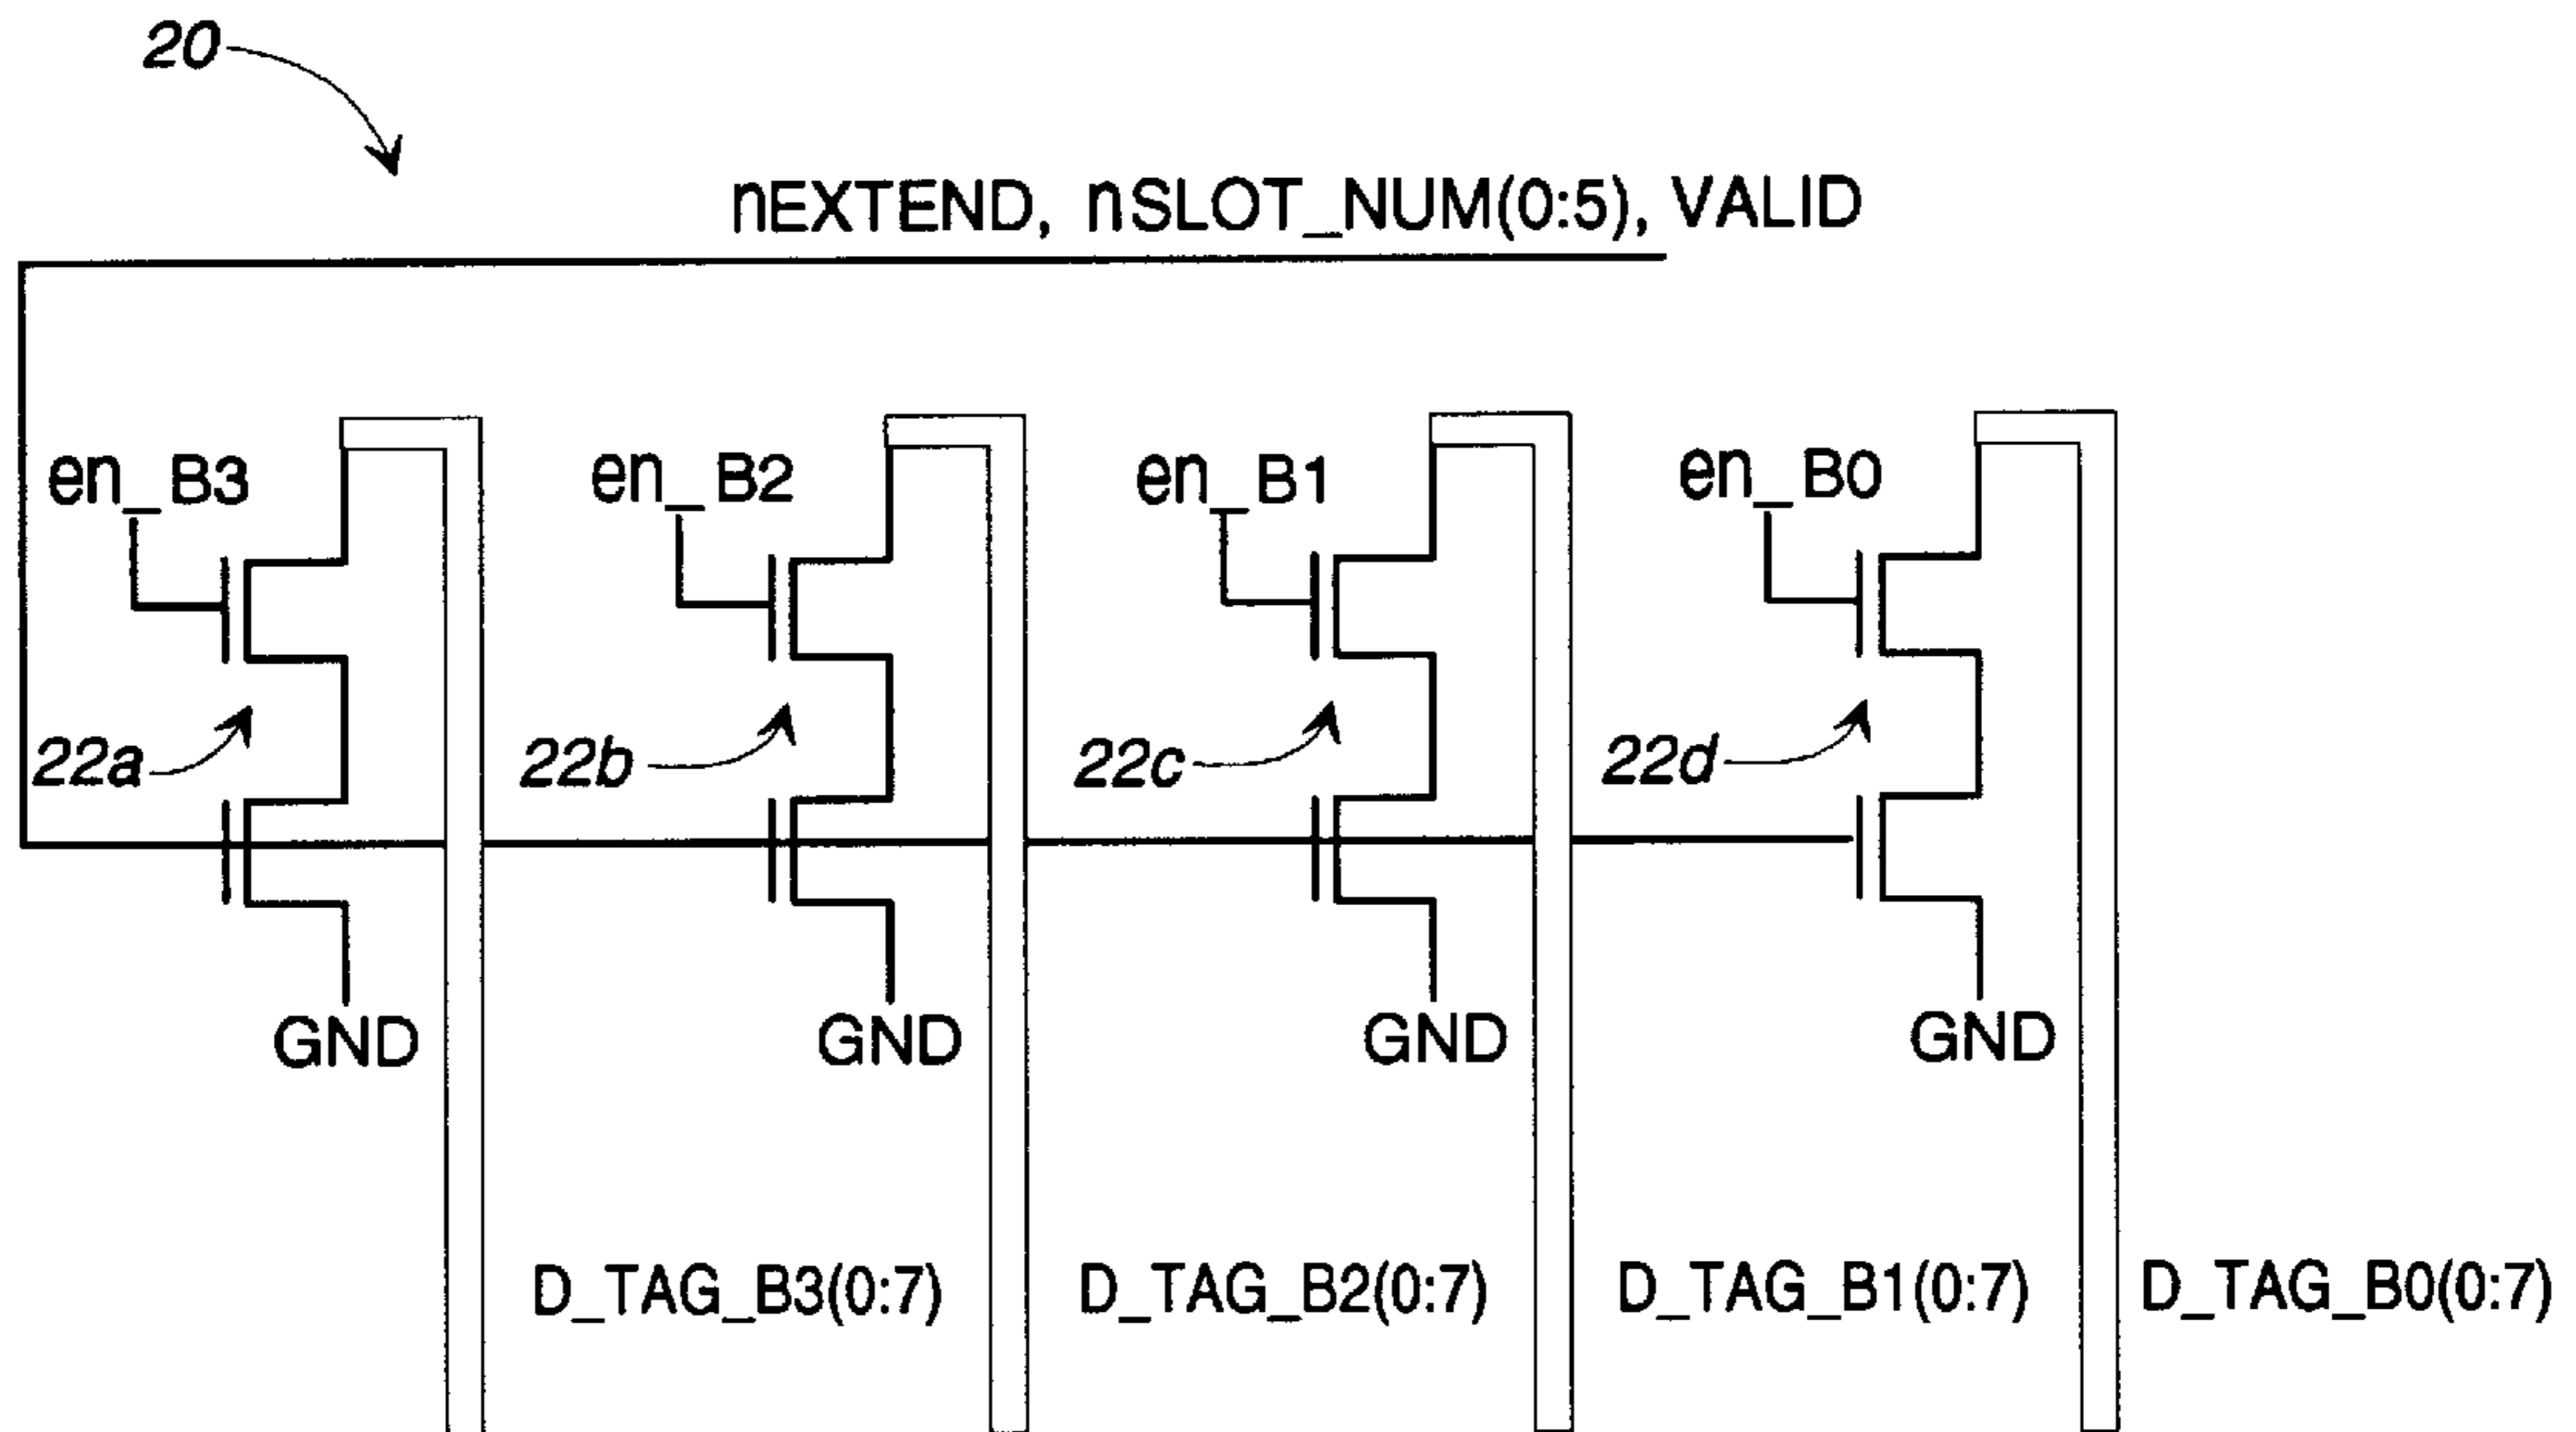 20
nEXTEND, nSLOT_NUM(0:5), VALID
en_B3 en_B2 en_B1 en_B0
22a 22b 22c 22d
GND GND GND GND
D_TAG_B3(0:7) D_TAG_B2(0:7) D_TAG_B1(0:7) D_TAG_B0(0:7)